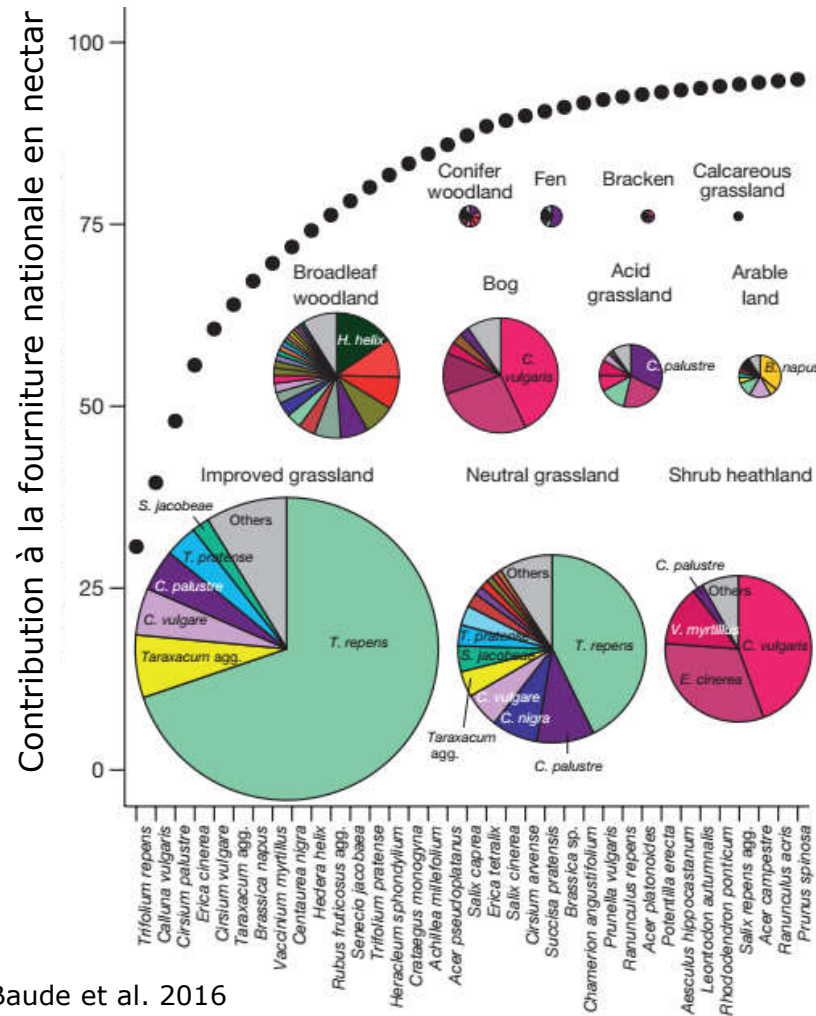 Contribution à la fourniture nationale en nectar
100
75
50
25
0
Conifer
woodland
Fen
Bracken
Calcareous
grassland
Broadleaf
woodland
Bog
Acid
grassland
Arable
land
H. helix
C.
vulgaris
C. palustre
B. napus
Improved grassland
Neutral grassland
Shrub heathland
S. jacobeae
Others
T. pratense
C. palustre
C. vulgare
Taraxacum agg.
T. repens
Others
T. pratense
S. jacobeae
C. vulgare
C. nigra
Taraxacum
agg.
C. palustre
T. repens
C. palustre
Others
V. myrtillus
C. vulgaris
E. cinerea
Trifolium repens
Calluna vulgaris
Cirsium palustre
Erica cinerea
Cirsium vulgare
Taraxacum agg.
Brassica napus
Vaccinium myrtillus
Centaurea nigra
Hedera helix
Rubus fruticosus agg.
Senecio jacobaea
Trifolium pratense
Heracleum sphondylium
Crataegus monogyna
Achillea millefolium
Acer pseudoplatanus
Salix caprea
Erica tetralix
Salix cinerea
Cirsium arvense
Succisa pratensis
Brassica sp.
Chamerion angustifolium
Prunella vulgaris
Ranunculus repens
Acer platonoides
Potentilla erecta
Aesculus hippocastanum
Leontodon autumnalis
Rhododendron ponticum
Salix repens agg.
Acer campestre
Ranunculus acris
Prunus spinosa
Baude et al. 2016